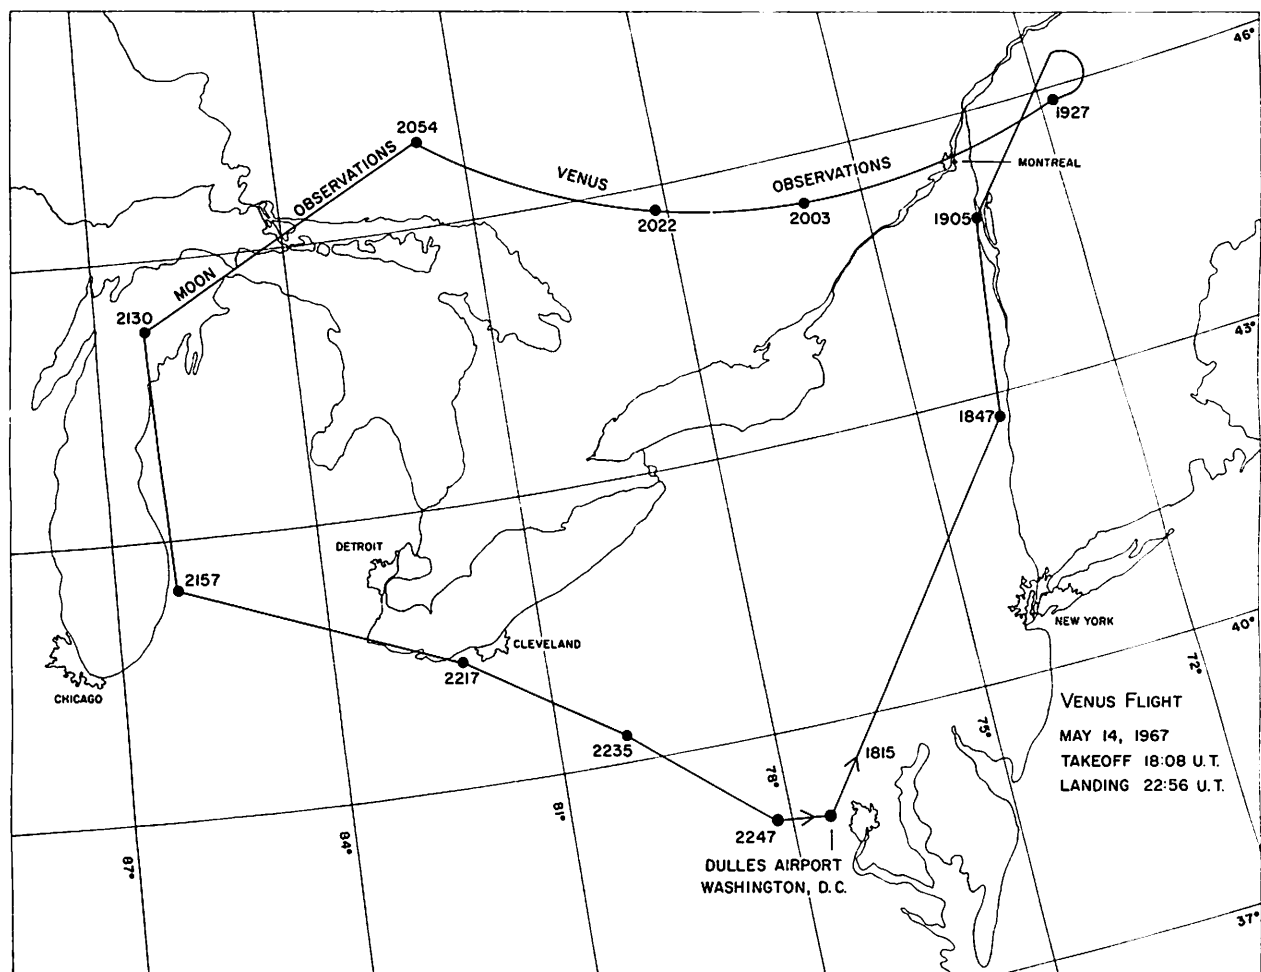 46°
2054
1927
OBSERVATIONS
VENUS
OBSERVATIONS
MONTREAL
2022
2003
1905
MOON
2130
43°
1847
DETROIT
2157
CLEVELAND
NEW YORK
40°
2217
CHICAGO
72°
75°
2235
1815
78°
81°
84°
87°
2247
DULLES AIRPORT
WASHINGTON, D.C.
VENUS FLIGHT
MAY 14, 1967
TAKEOFF 18:08 U.T.
LANDING 22:56 U.T.
37°